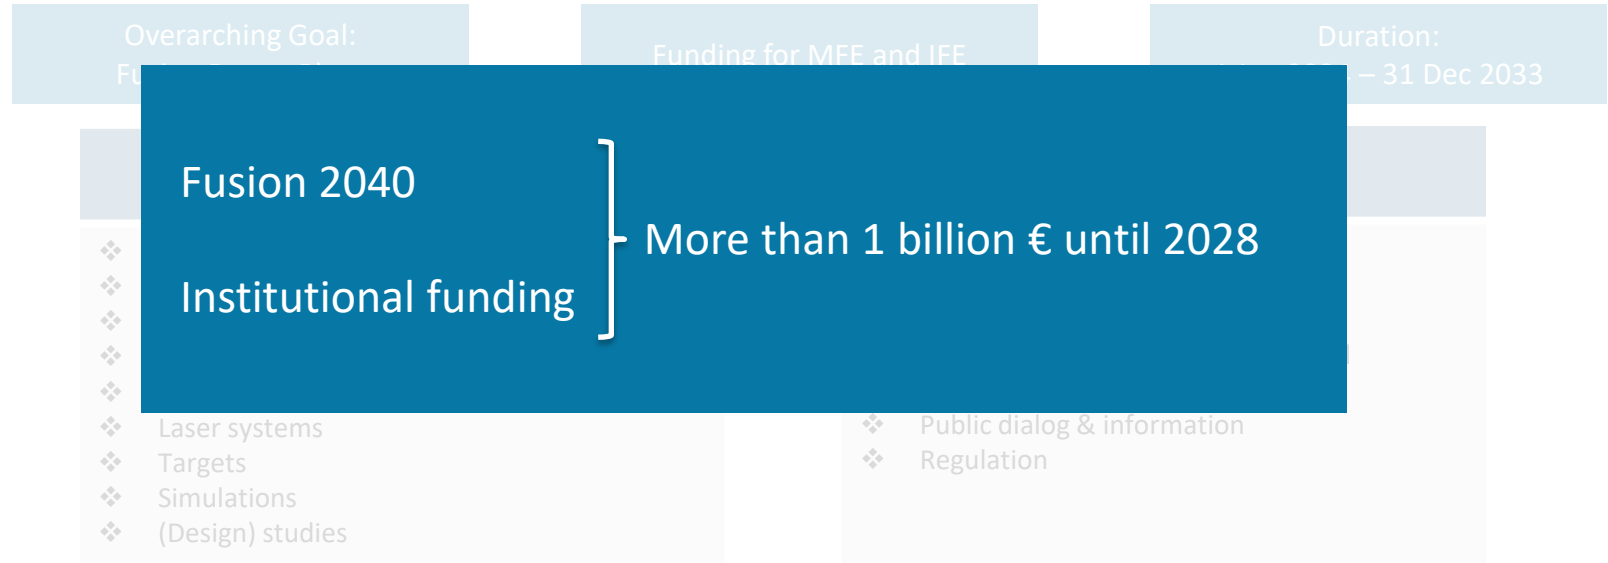 Overarching Goal:
Funding for MFE and IFE
Duration:
– 31 Dec 2033
Fusion 2040
Institutional funding
More than 1 billion € until 2028
❖ Laser systems
❖ Targets
❖ Simulations
❖ (Design) studies
❖ Public dialog & information
❖ Regulation